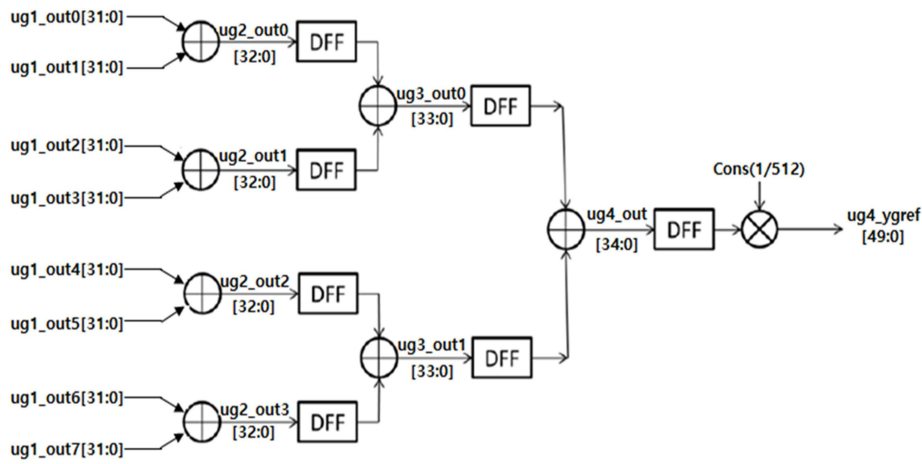 ug1_out0[31:0]
ug1_out1[31:0]
ug2_out0
[32:0]
DFF
ug1_out2[31:0]
ug1_out3[31:0]
ug2_out1
[32:0]
DFF
ug3_out0
[33:0]
DFF
ug1_out4[31:0]
ug1_out5[31:0]
ug2_out2
[32:0]
DFF
ug1_out6[31:0]
ug1_out7[31:0]
ug2_out3
[32:0]
DFF
ug3_out1
[33:0]
DFF
ug4_out
[34:0]
DFF
Cons(1/512)
ug4_ygref
[49:0]